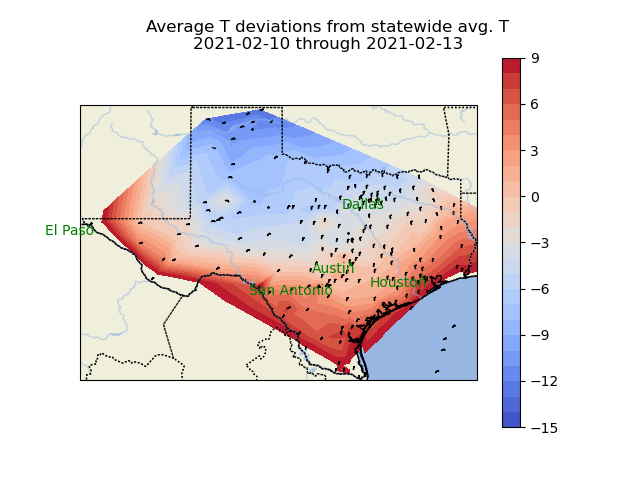 Average T deviations from statewide avg. T
2021-02-10 through 2021-02-13
9
6
3
0
−3
−6
−9
−12
−15
Dallas
El Paso
Austin
San Antonio
Houston